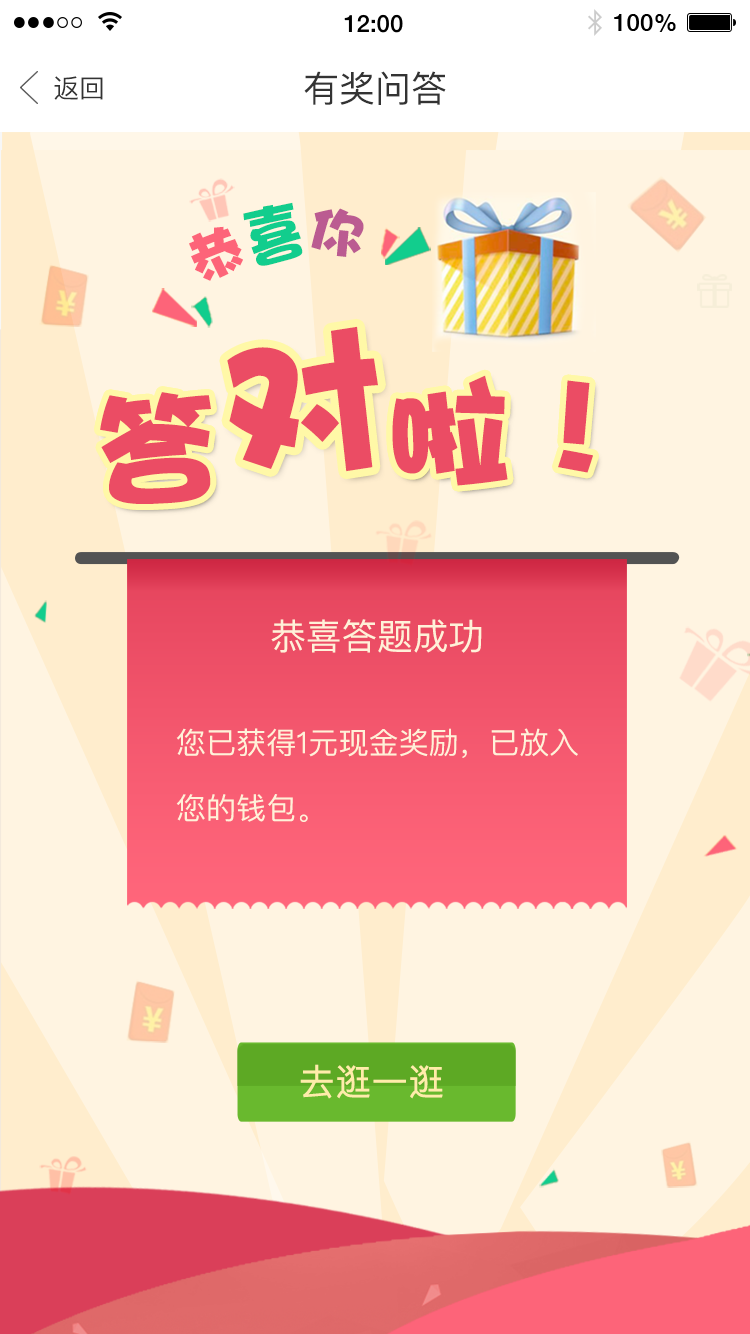 12:00
100%
返回
有奖问答
恭喜你
答对啦！
恭喜答题成功
您已获得1元现金奖励，已放入
您的钱包。
去逛一逛
¥
¥
¥
¥